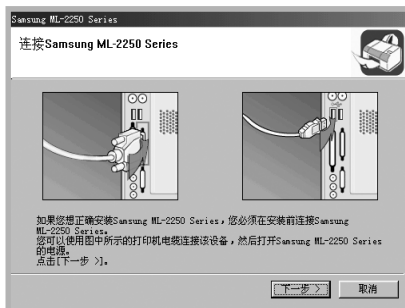 Samsung ML-2250 Series
连接Samsung ML-2250 Series
如果您想正确安装Samsung ML-2250 Series，您必须在安装前连接Samsung
ML-2250 Series。
您可以使用图中所示的打印机电缆连接该设备，然后打开Samsung ML-2250 Series
的电源。
点击[下一步 >]。
下一步 >
取消